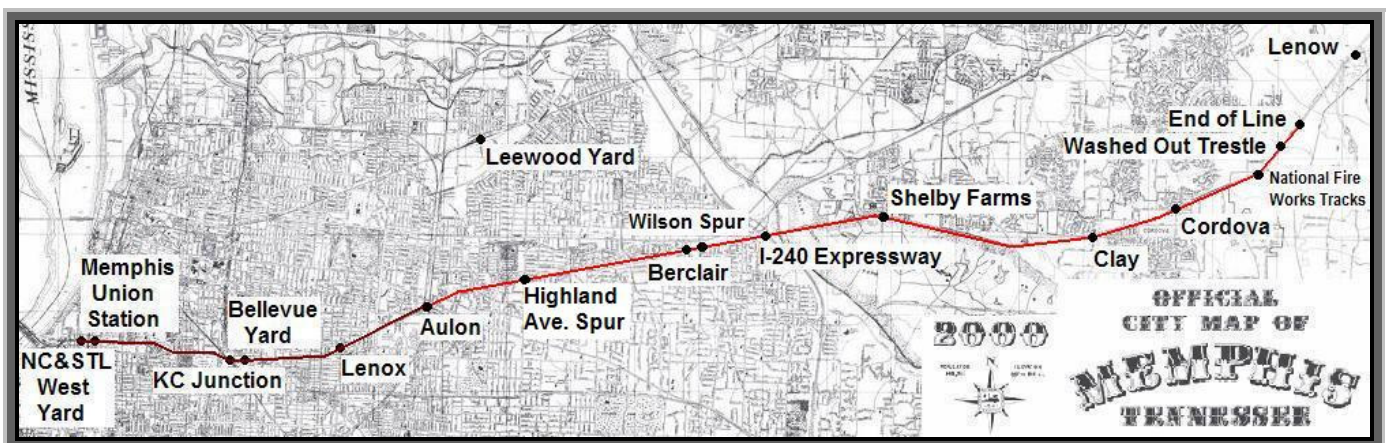 MISSISS
Lenow
End of Line
Washed Out Trestle
Leewood Yard
National Fire
Works Tracks
Shelby Farms
Wilson Spur
Cordova
I-240 Expressway
Berclair
Clay
Memphis
Union
Station
Highland
Ave. Spur
Bellevue
Yard
Aulon
Lenox
KC Junction
NC&STL
West
Yard
2000
N
OFFICIAL
CITY MAP OF
MEMPHIS
TENNESSEE